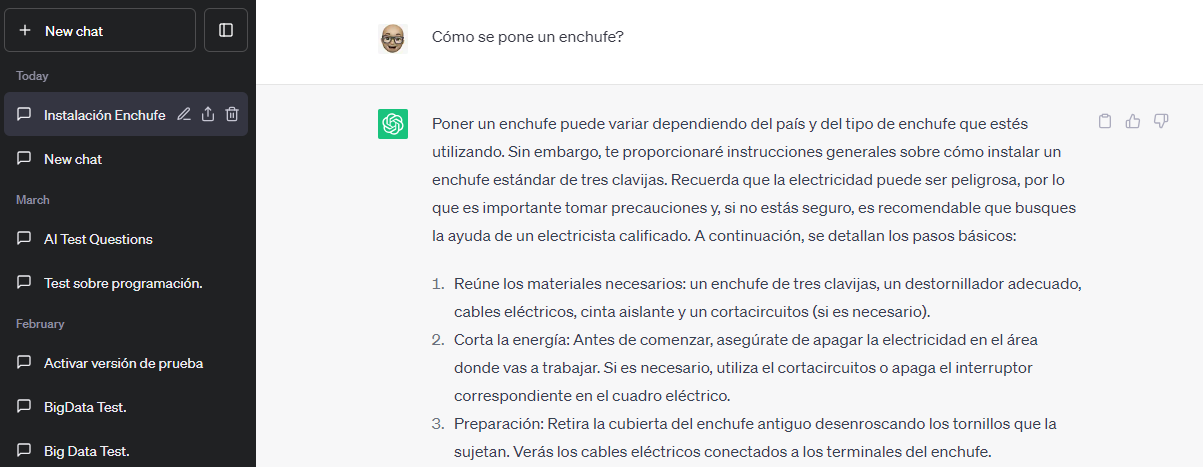 New chat
Today
Instalación Enchufe
New chat
March
AI Test Questions
Test sobre programación.
February
Activar versión de prueba
BigData Test.
Big Data Test.
Cómo se pone un enchufe?
Poner un enchufe puede variar dependiendo del país y del tipo de enchufe que estés
utilizando. Sin embargo, te proporcionaré instrucciones generales sobre cómo instalar un
enchufe estándar de tres clavijas. Recuerda que la electricidad puede ser peligrosa, por lo
que es importante tomar precauciones y, si no estás seguro, es recomendable que busques
la ayuda de un electricista calificado. A continuación, se detallan los pasos básicos:
1. Reúne los materiales necesarios: un enchufe de tres clavijas, un destornillador adecuado,
cables eléctricos, cinta aislante y un cortacircuitos (si es necesario).
2. Corta la energía: Antes de comenzar, asegúrate de apagar la electricidad en el área
donde vas a trabajar. Si es necesario, utiliza el cortacircuitos o apaga el interruptor
correspondiente en el cuadro eléctrico.
3. Preparación: Retira la cubierta del enchufe antiguo desenroscando los tornillos que la
sujetan. Verás los cables eléctricos conectados a los terminales del enchufe.